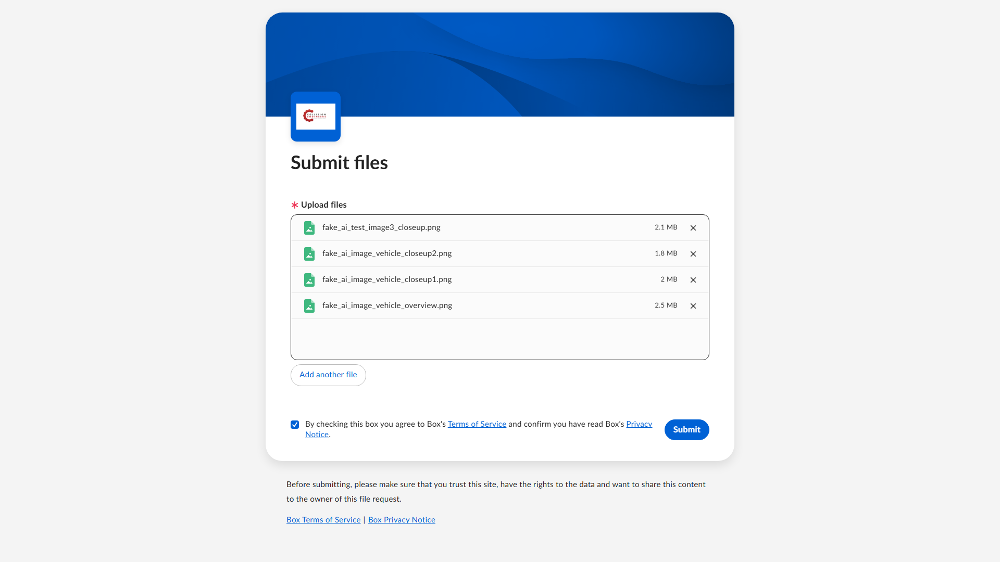 COLLISION
ENGINEERS
Submit files
* Upload files
fake_ai_test_image3_closeup.png 2.1 MB
fake_ai_image_vehicle_closeup2.png 1.8 MB
fake_ai_image_vehicle_closeup1.png 2 MB
fake_ai_image_vehicle_overview.png 2.5 MB
Add another file
By checking this box you agree to Box's Terms of Service and confirm you have read Box's Privacy
Notice.
Submit
Before submitting, please make sure that you trust this site, have the rights to the data and want to share this content
to the owner of this file request.
Box Terms of Service | Box Privacy Notice